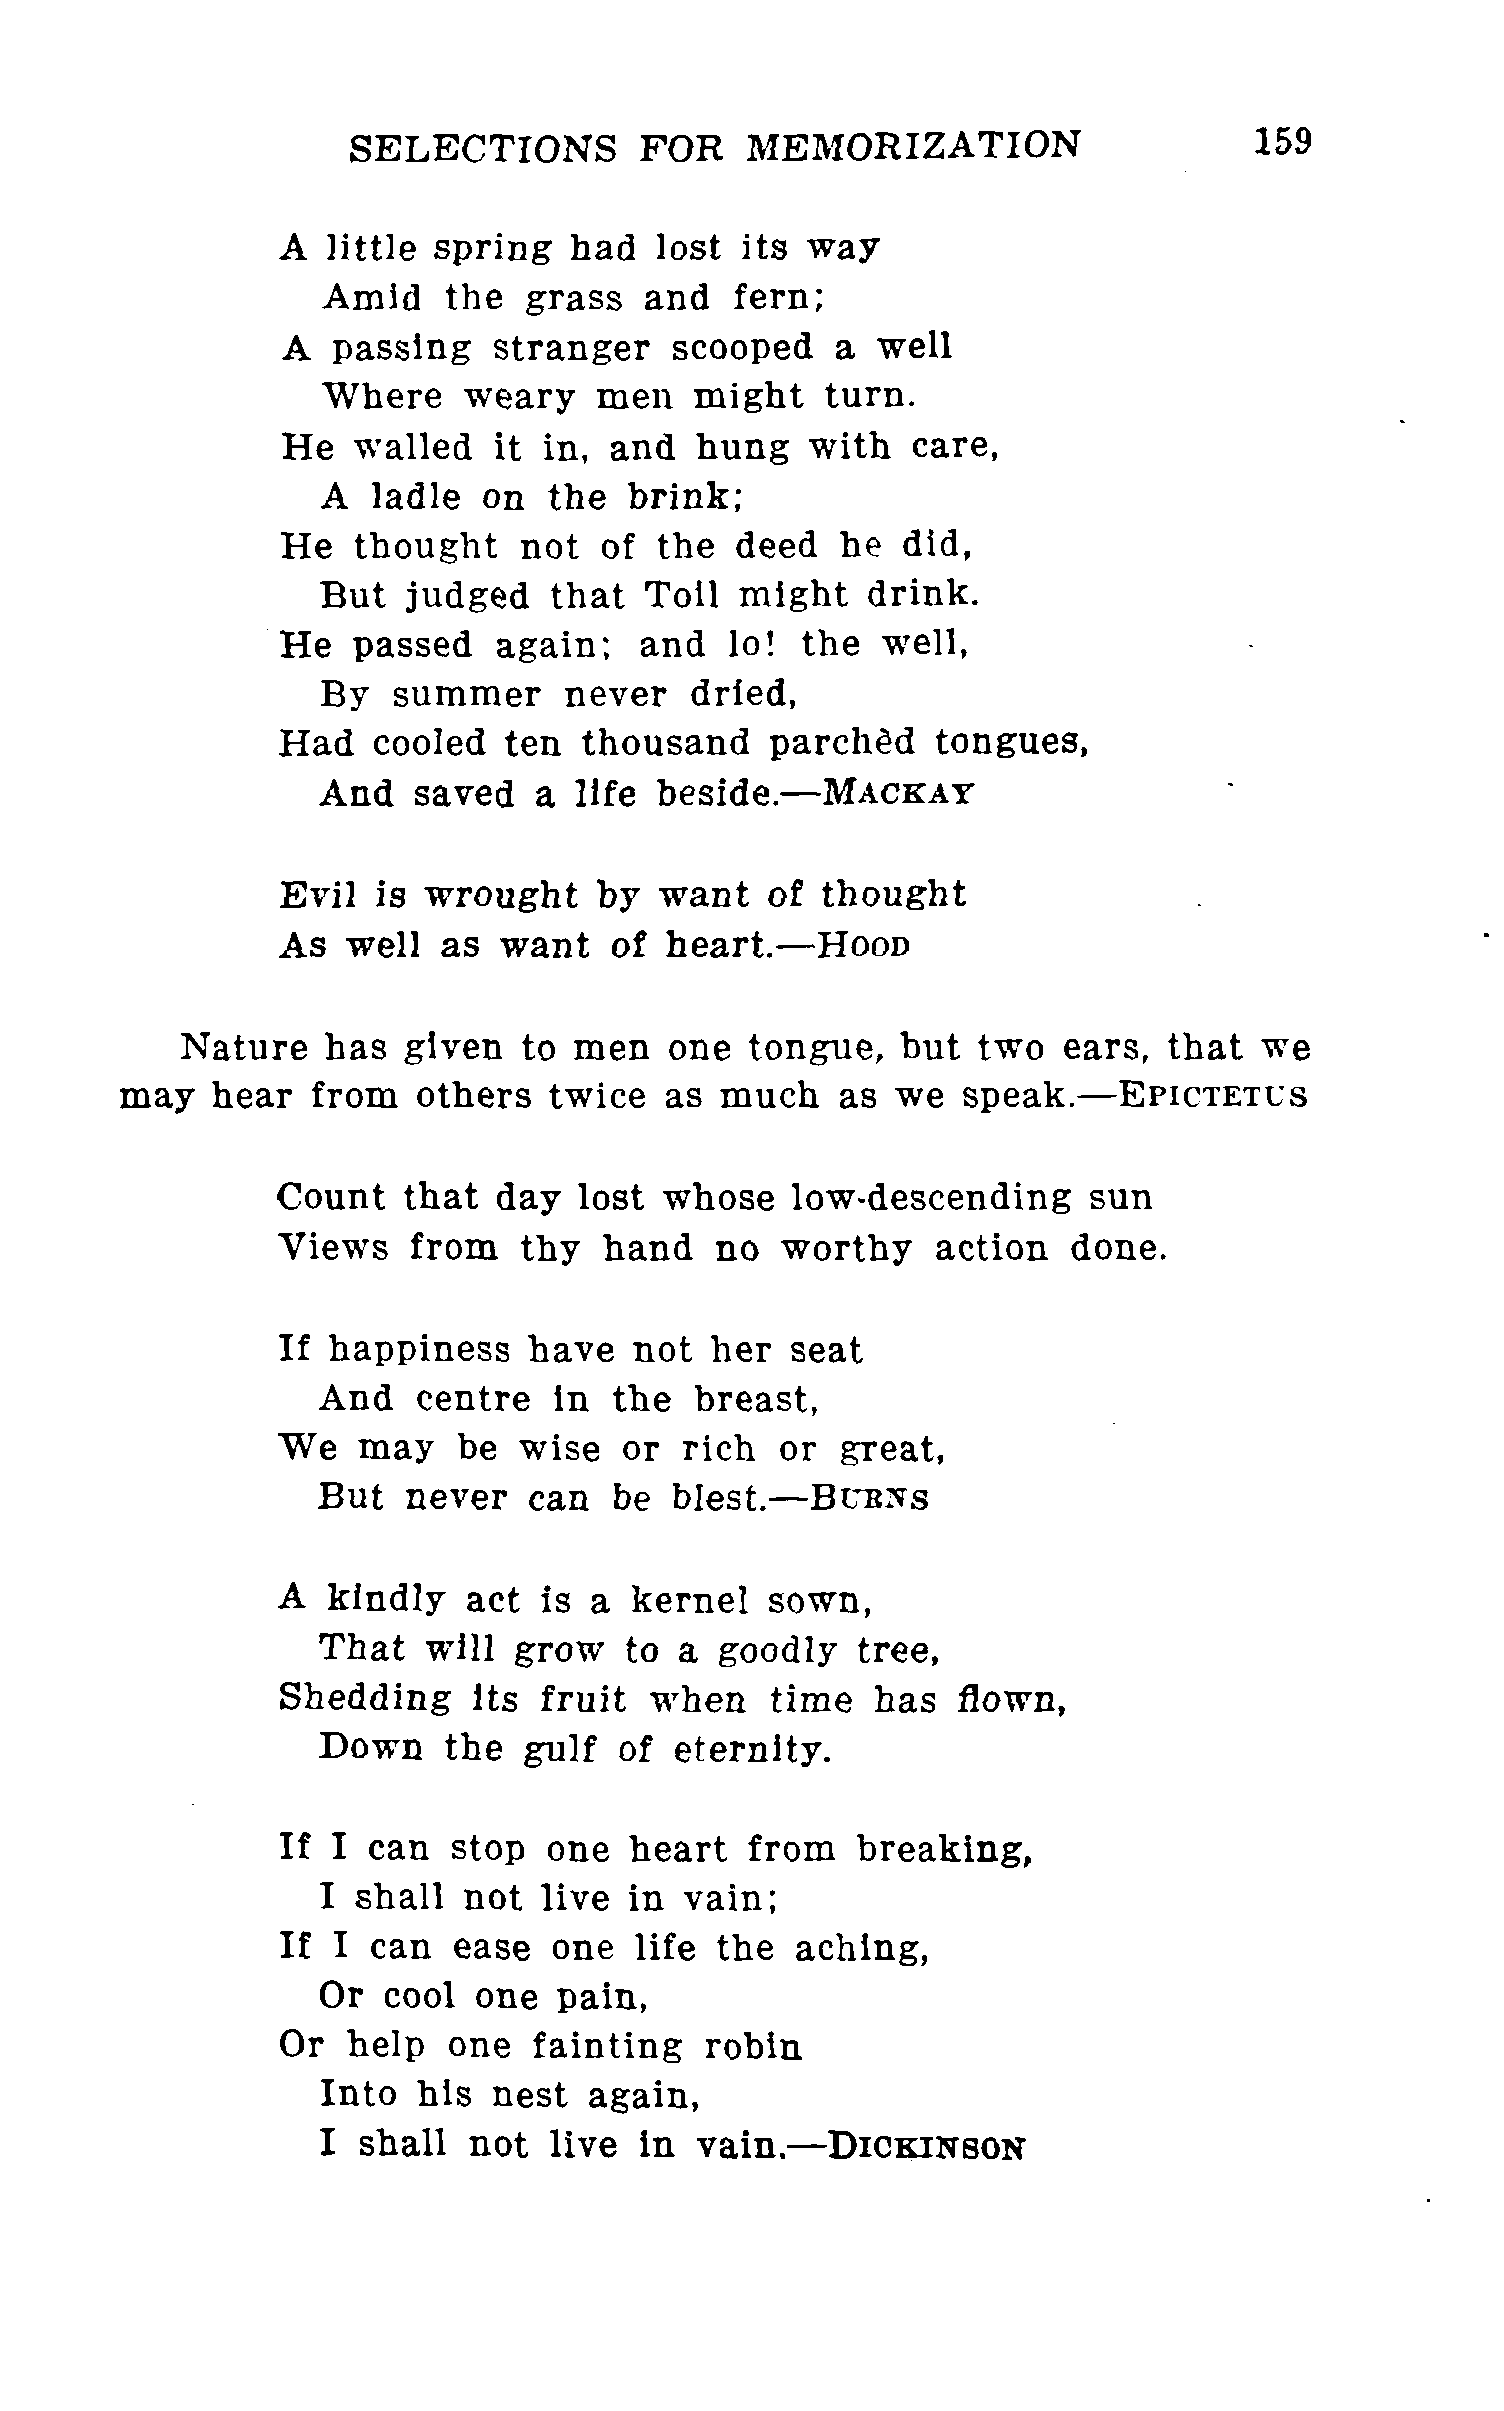 SELECTIONS FOR MEMORIZATION 159
A little spring had lost its way
Amid the grass and fern;
A passing stranger scooped a well
Where weary men might turn.
He walled it in, and hung with care,
A ladle on the brink;
He thought not of the deed he did,
But judged that Toil might drink.
He passed again; and lo! the well,
By summer never dried,
Had cooled ten thousand parchèd tongues,
And saved a life beside.—MACKAY
Evil is wrought by want of thought
As well as want of heart.—HOOD
Nature has given to men one tongue, but two ears, that we
may hear from others twice as much as we speak.—EPICTETUS
Count that day lost whose low-descending sun
Views from thy hand no worthy action done.
If happiness have not her seat
And centre in the breast,
We may be wise or rich or great,
But never can be blest.—BURNS
A kindly act is a kernel sown,
That will grow to a goodly tree,
Shedding its fruit when time has flown,
Down the gulf of eternity.
If I can stop one heart from breaking,
I shall not live in vain;
If I can ease one life the aching,
Or cool one pain,
Or help one fainting robin
Into his nest again,
I shall not live in vain.—DICKINSON